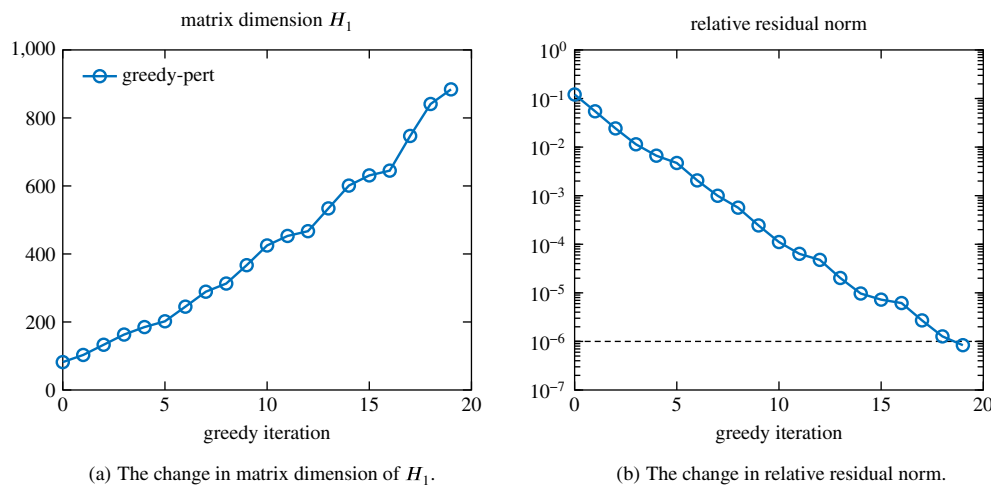 matrix dimension H₁
1,000
800
600
400
200
0
greedy-pert
0 5 10 15 20
greedy iteration
(a) The change in matrix dimension of H₁.
relative residual norm
10⁰
10⁻¹
10⁻²
10⁻³
10⁻⁴
10⁻⁵
10⁻⁶
10⁻⁷
0 5 10 15 20
greedy iteration
(b) The change in relative residual norm.